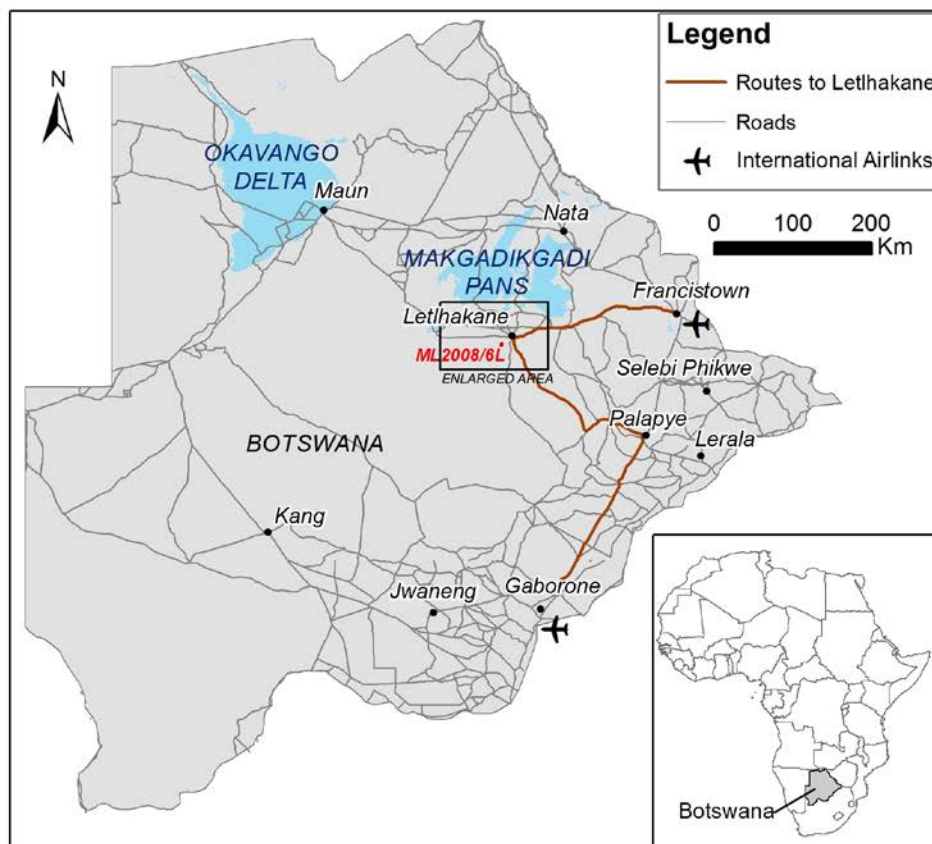 N
Legend
Routes to Letlhakane
Roads
International Airlinks
0 100 200
Km
OKAVANGO
DELTA
Maun
Nata
MAKGADIKGADI
PANS
Francistown
Letlhakane
ML2008/6L
ENLARGED AREA
Selebi Phikwe
Palapye
Lerala
BOTSWANA
Kang
Jwaneng
Gaborone
Botswana